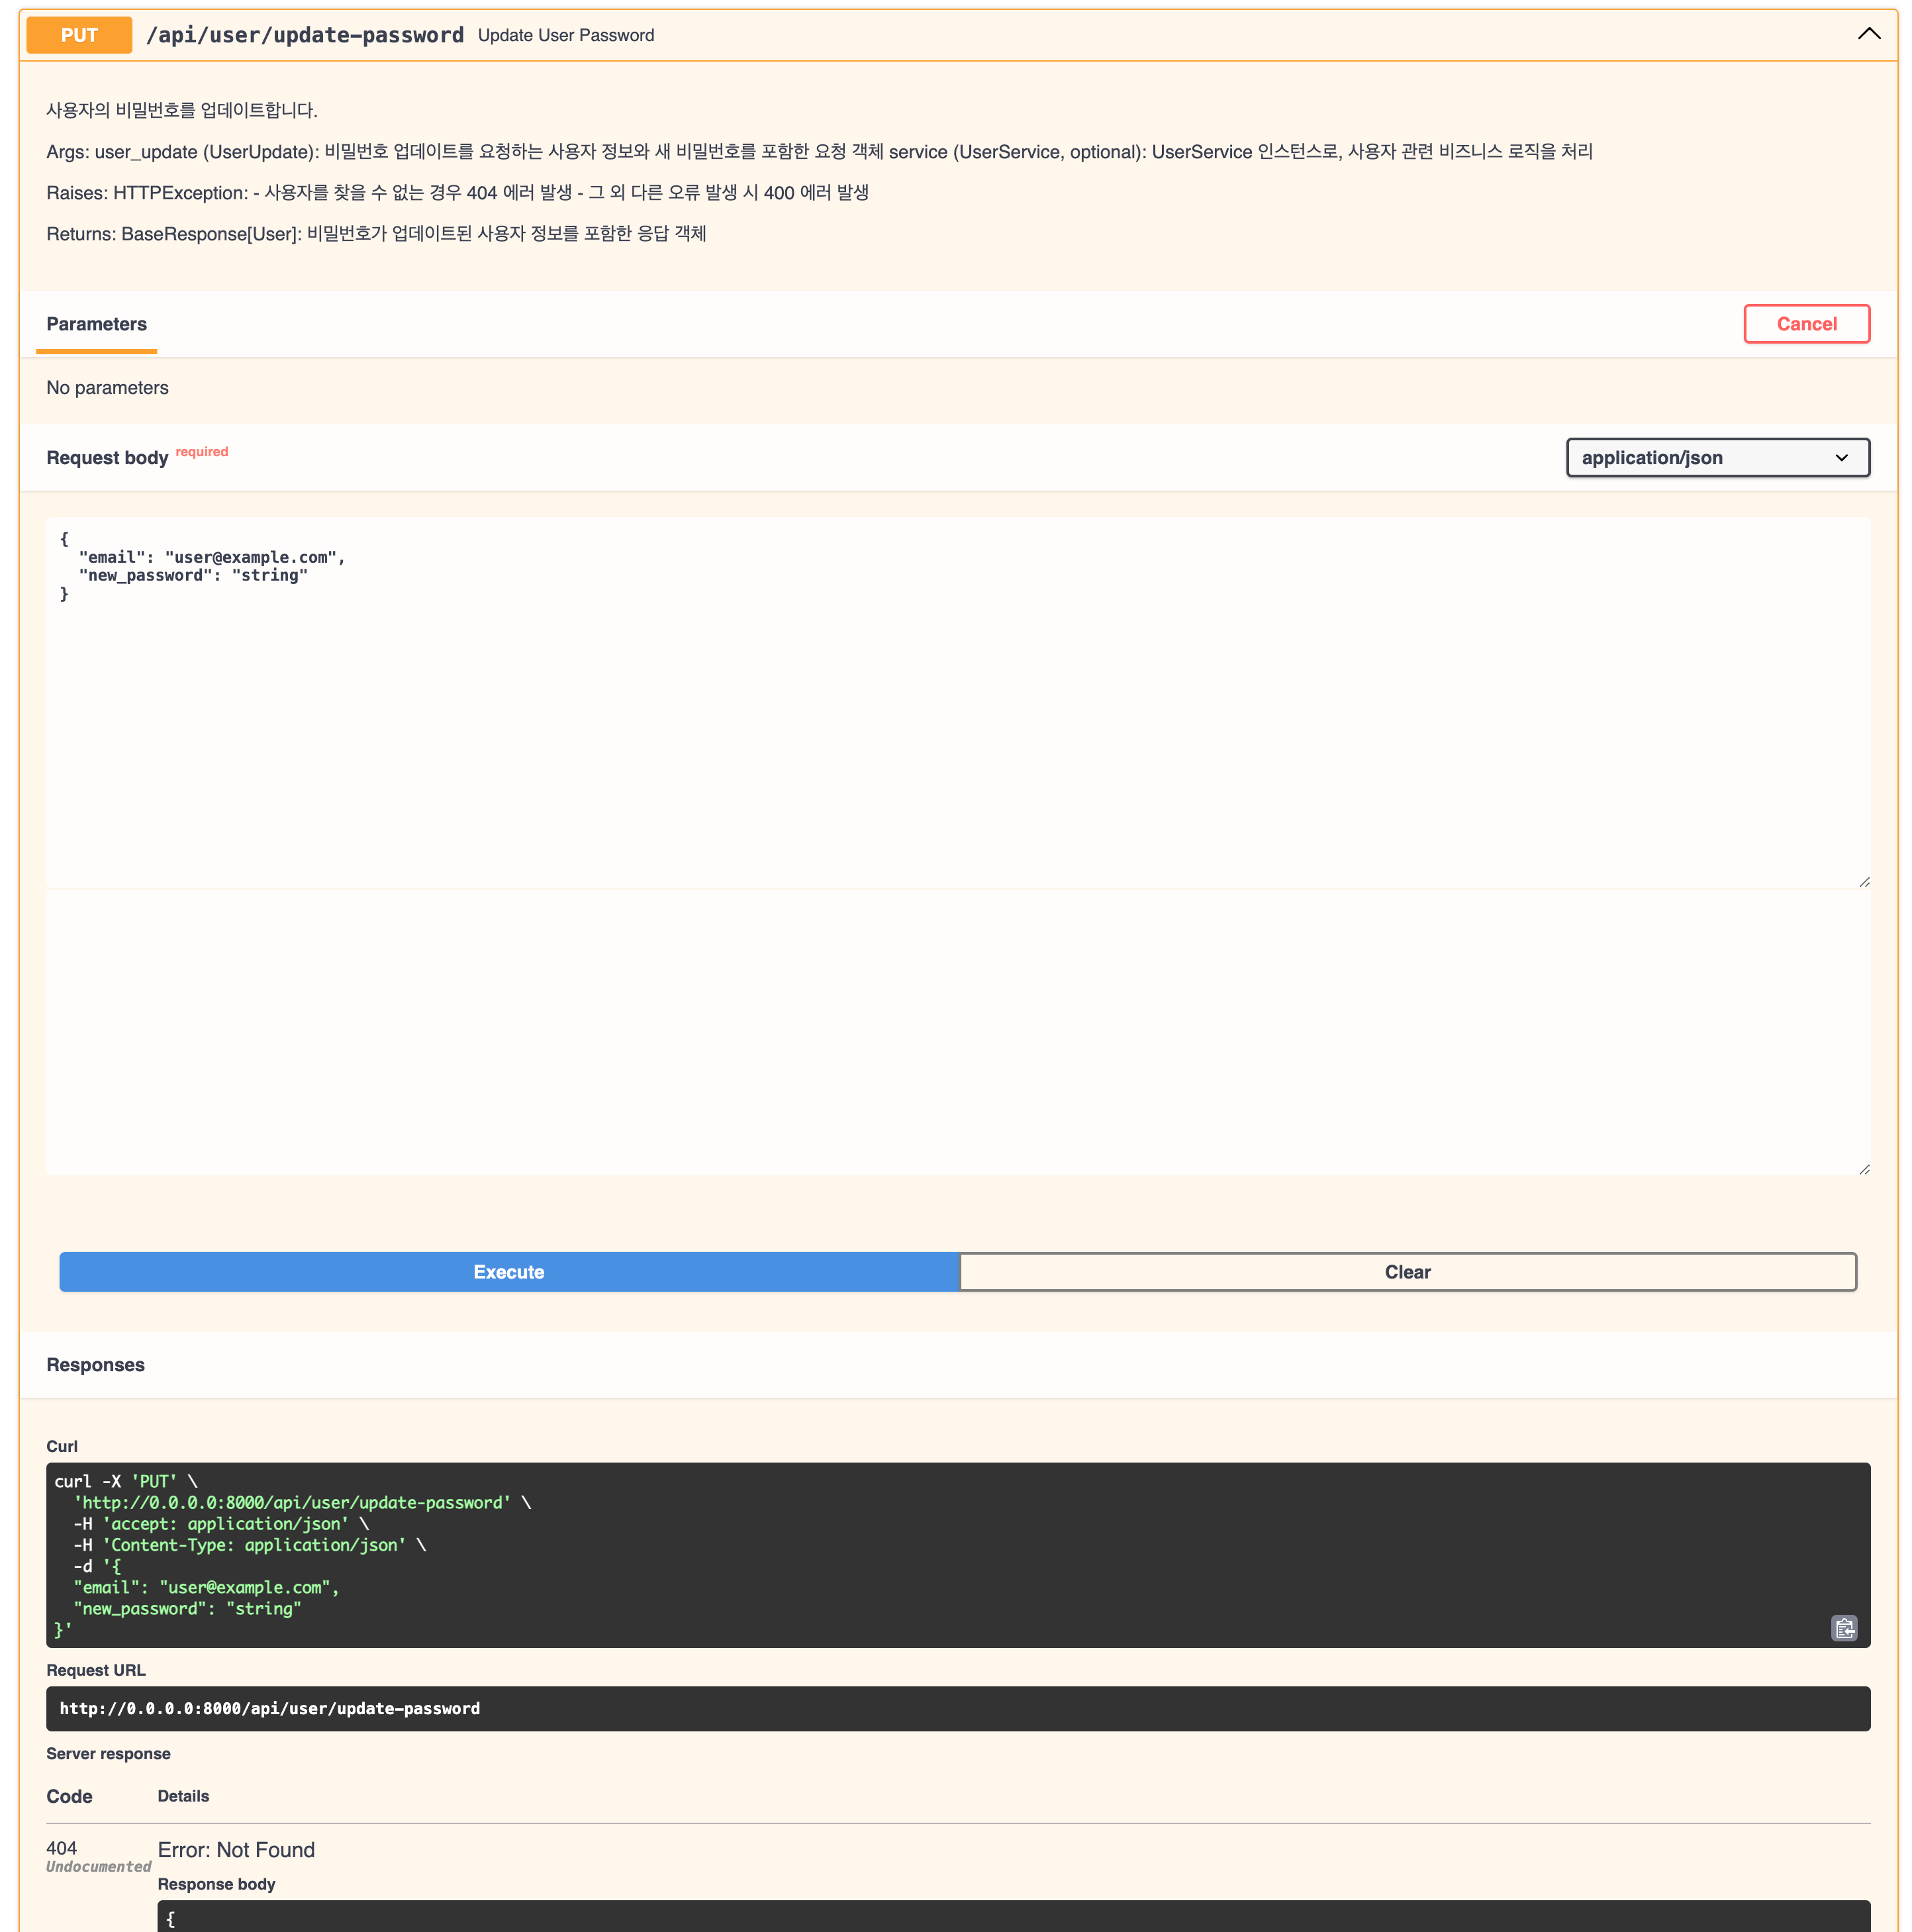 PUT /api/user/update-password Update User Password
사용자의 비밀번호를 업데이트합니다.
Args: user_update (UserUpdate): 비밀번호 업데이트를 요청하는 사용자 정보와 새 비밀번호를 포함한 요청 객체 service (UserService, optional): UserService 인스턴스로, 사용자 관련 비즈니스 로직을 처리
Raises: HTTPException: - 사용자를 찾을 수 없는 경우 404 에러 발생 - 그 외 다른 오류 발생 시 400 에러 발생
Returns: BaseResponse[User]: 비밀번호가 업데이트된 사용자 정보를 포함한 응답 객체
Parameters Cancel
No parameters
Request body required application/json
{
  "email": "user@example.com",
  "new_password": "string"
}
Execute Clear
Responses
Curl
curl -X 'PUT' \
  'http://0.0.0.0:8000/api/user/update-password' \
  -H 'accept: application/json' \
  -H 'Content-Type: application/json' \
  -d '{
  "email": "user@example.com",
  "new_password": "string"
}'
Request URL
http://0.0.0.0:8000/api/user/update-password
Server response
Code Details
404 Error: Not Found
Undocumented
Response body
{